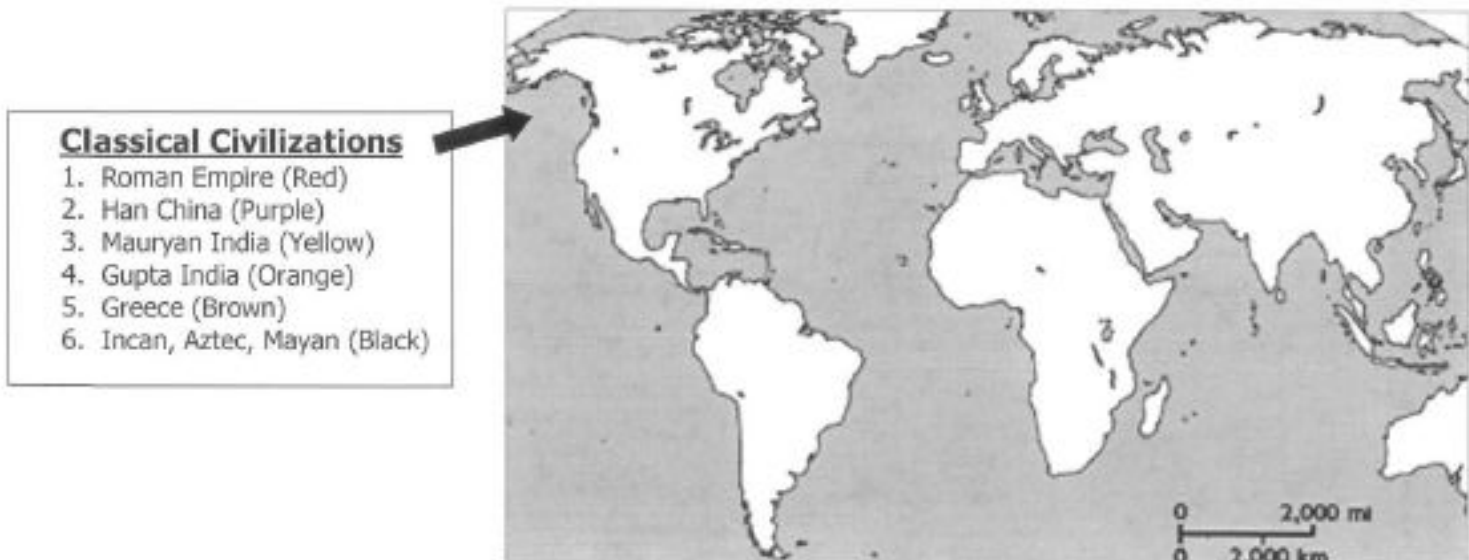 Classical Civilizations
1. Roman Empire (Red)
2. Han China (Purple)
3. Mauryan India (Yellow)
4. Gupta India (Orange)
5. Greece (Brown)
6. Incan, Aztec, Mayan (Black)
0 2,000 mi
0 2,000 km